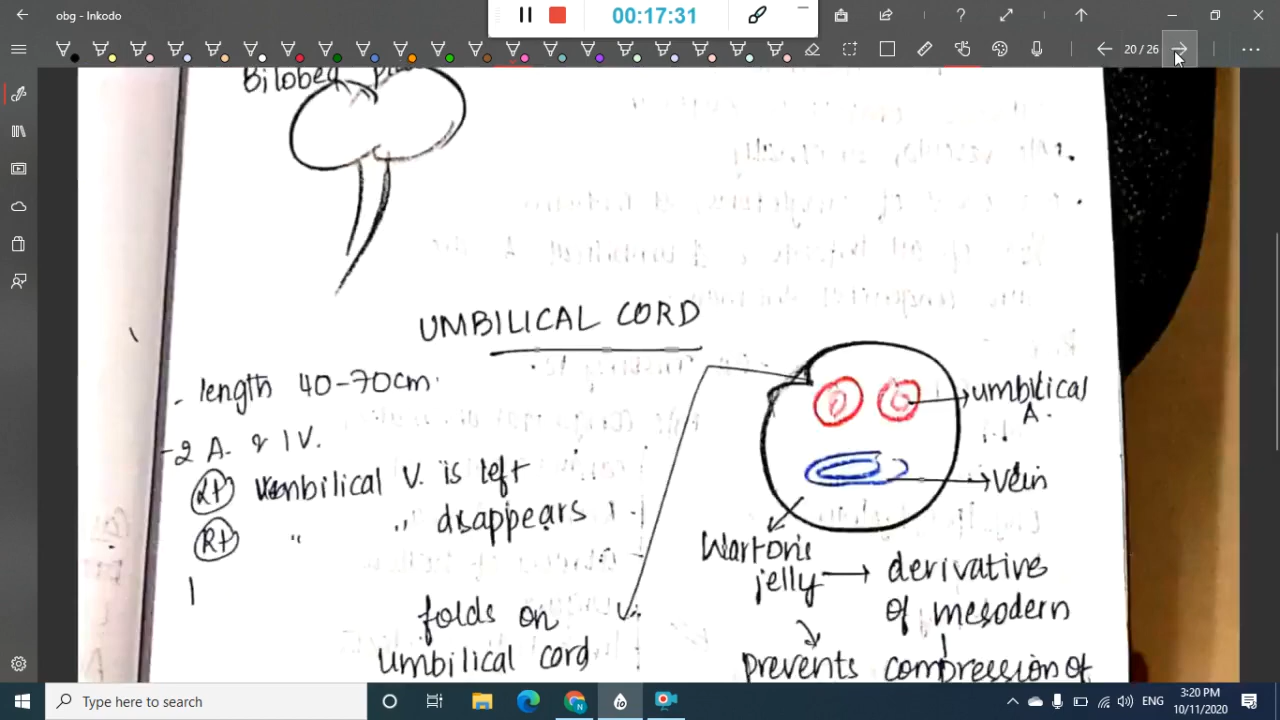 obg - Inkodo
00:17:31
20 / 26
Bilobed
UMBILICAL CORD
- length 40-70cm.
-2 A. & 1 V.
Lt umbilical V. is left
Rt " " disappears
folds on
umbilical cord
umbilical
A.
Vein
Warton's
jelly → derivative
of mesoderm
prevents compression of
Type here to search
ENG
3:20 PM
10/11/2020